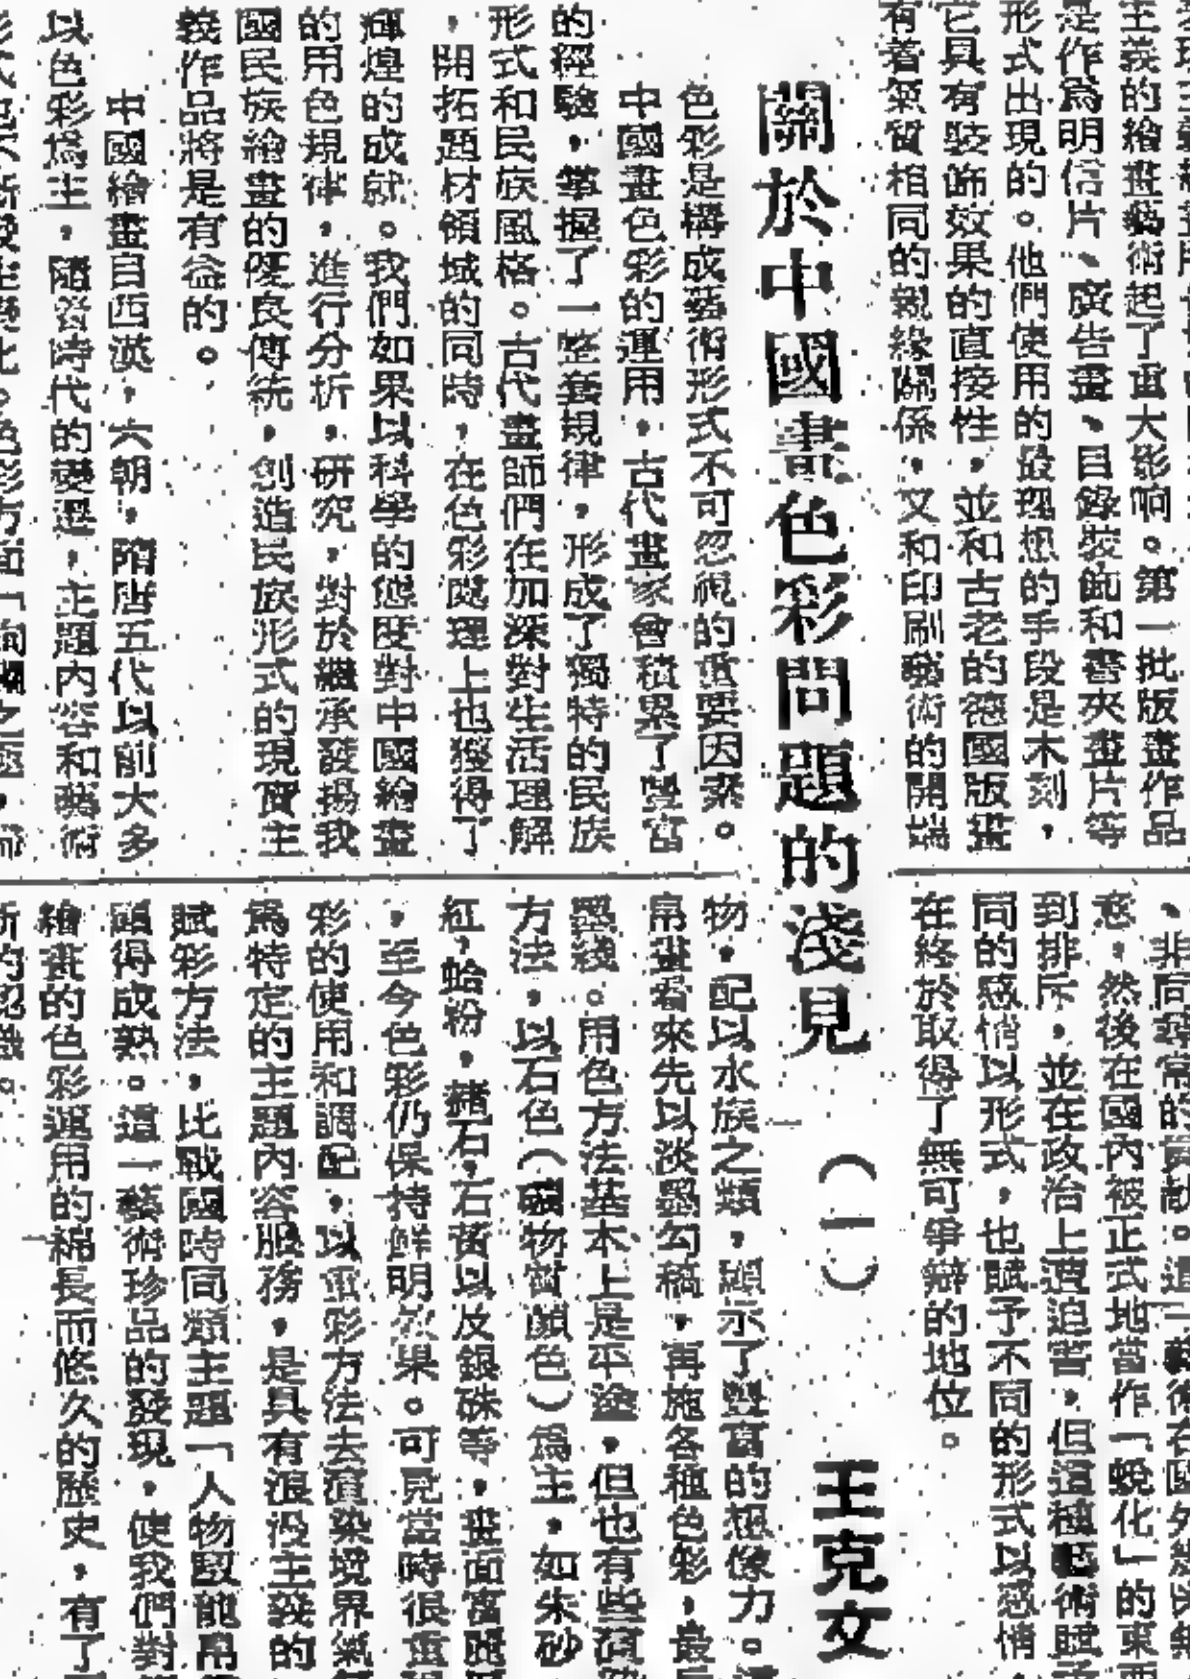 主義的繪畫藝術起了重大影响。第一批版畫作品
是作爲明信片、廣告畫、目錄裝飾和書夾畫片等
形式出現的。他們使用的最理想的手段是木刻，
它具有裝飾效果的直接性，並和古老的德國版畫
有着氣質相同的親緣關係，又和印刷藝術的開端
、非同尋常的貢獻。這一藝術在國外
然後在國內被正式地當作「蛻化」的東西
到排斥，並在政治上遭迫害，但這種藝術賦予
同的感情以形式，也賦予不同的形式以感情
在終於取得了無可爭辯的地位。
關於中國畫色彩問題的淺見（一）　王克文
色彩是構成藝術形式不可忽視的重要因素。
中國畫色彩的運用，古代畫家會積累了豐富
的經驗，掌握了一整套規律，形成了獨特的民族
形式和民族風格。古代畫師們在加深對生活理解
，開拓題材領域的同時，在色彩處理上也獲得了
輝煌的成就。我們如果以科學的態度對中國繪畫
的用色規律，進行分折，研究，對於繼承發揚我
國民族繪畫的優良傳統，創造民族形式的現實主
義作品將是有益的。
中國繪畫自西漢，六朝，隋唐五代以前大多
以色彩爲主，隨着時代的變遷，主題內容和藝術
物，配以水族之類，顯示了豐富的想像力。
帛畫看來先以淡墨勾稿，再施各種色彩，最
墨綫。用色方法基本上是平塗，但也有些
方法，以石色（礦物質顏色）爲主，如朱砂
紅，蛤粉，赭石，石黃以反銀硃等，畫面富麗
，至今色彩仍保持鮮明效果。可見當時很重
彩的使用和調配，以重彩方法去渲染境界氣
爲特定的主題內容服務，是具有浪漫主義的
賦彩方法，比戰國時同類主題「人物馭龍帛
顯得成熟。這一藝術珍品的發現，使我們對
繪畫的色彩運用的綿長而悠久的歷史，有了
新的認識。